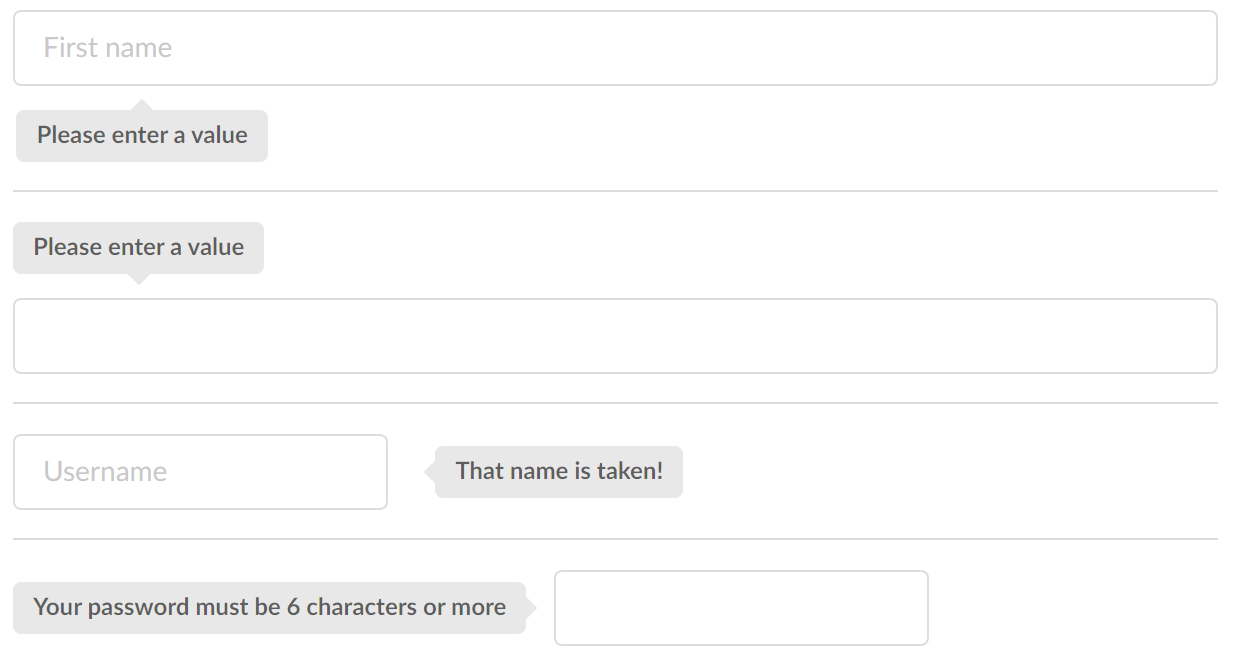 First name
Please enter a value
Please enter a value
Username
That name is taken!
Your password must be 6 characters or more